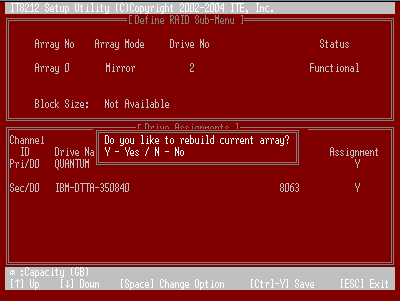 IT8212 Setup Utility (C)Copyright 2002-2004 ITE, Inc.
[ Define RAID Sub-Menu ]
Array No Array Mode Drive No Status
Array 0 Mirror 2 Functional
Block Size: Not Available
[ Drive Assignments ]
Channel
ID Drive Na Assignment
Do you like to rebuild current array?
Y - Yes / N - No
Pri/D0 QUANTUM Y
Sec/D0 IBM-DTTA-350840 8063 Y
* :Capacity (GB)
[↑] Up [↓] Down [Space] Change Option [Ctrl-Y] Save [ESC] Exit